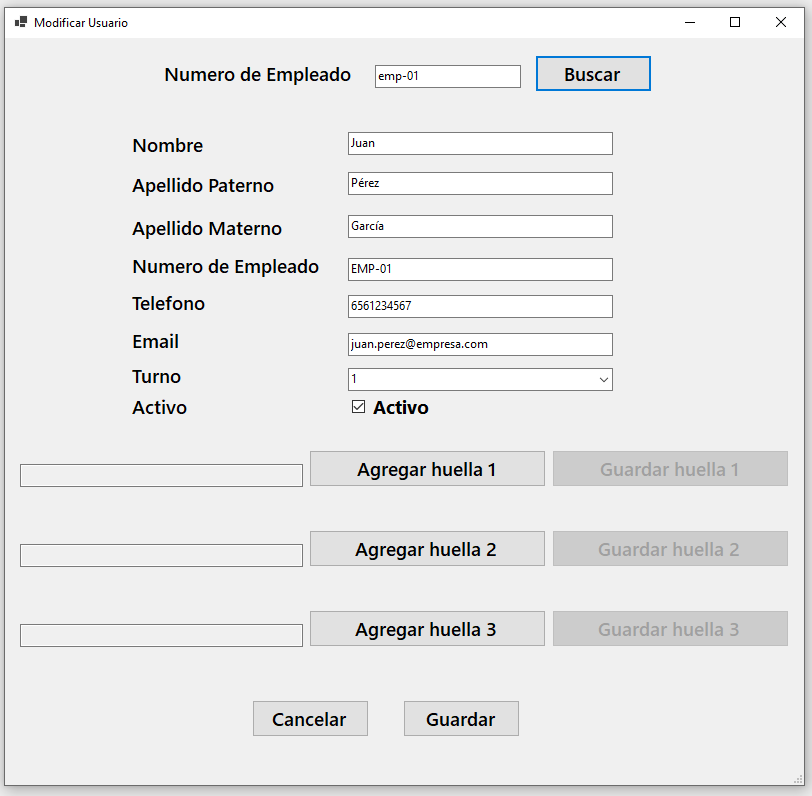 Modificar Usuario
Numero de Empleado emp-01 Buscar
Nombre Juan
Apellido Paterno Pérez
Apellido Materno García
Numero de Empleado EMP-01
Telefono 6561234567
Email juan.perez@empresa.com
Turno 1
Activo Activo
Agregar huella 1 Guardar huella 1
Agregar huella 2 Guardar huella 2
Agregar huella 3 Guardar huella 3
Cancelar Guardar